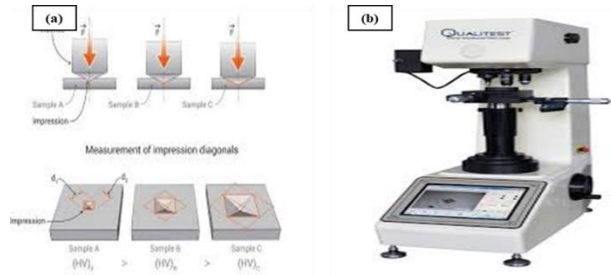 (a)
F F F
Sample A Sample B Sample C
impression
Measurement of impression diagonals
d₁ d₂
Impression
Sample A Sample B Sample C
(HV)A > (HV)B > (HV)C
(b)
QUALITEST